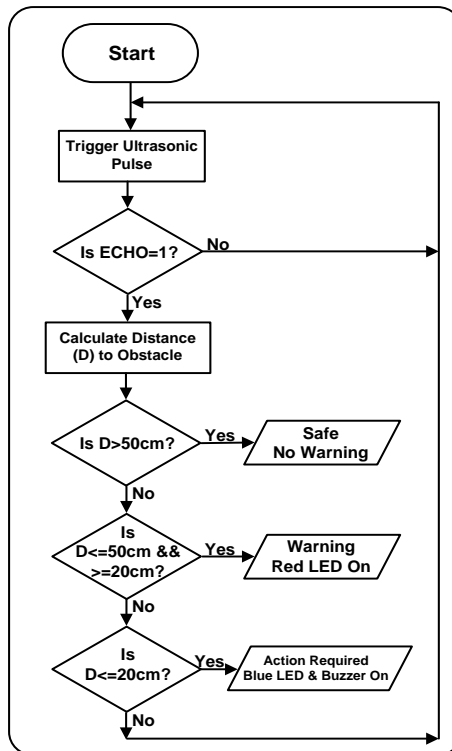 Start
Trigger Ultrasonic
Pulse
Is ECHO=1?
No
Yes
Calculate Distance
(D) to Obstacle
Is D>50cm?
Yes
Safe
No Warning
No
Is
D<=50cm &&
>=20cm?
Yes
Warning
Red LED On
No
Is
D<=20cm?
Yes
Action Required
Blue LED & Buzzer On
No